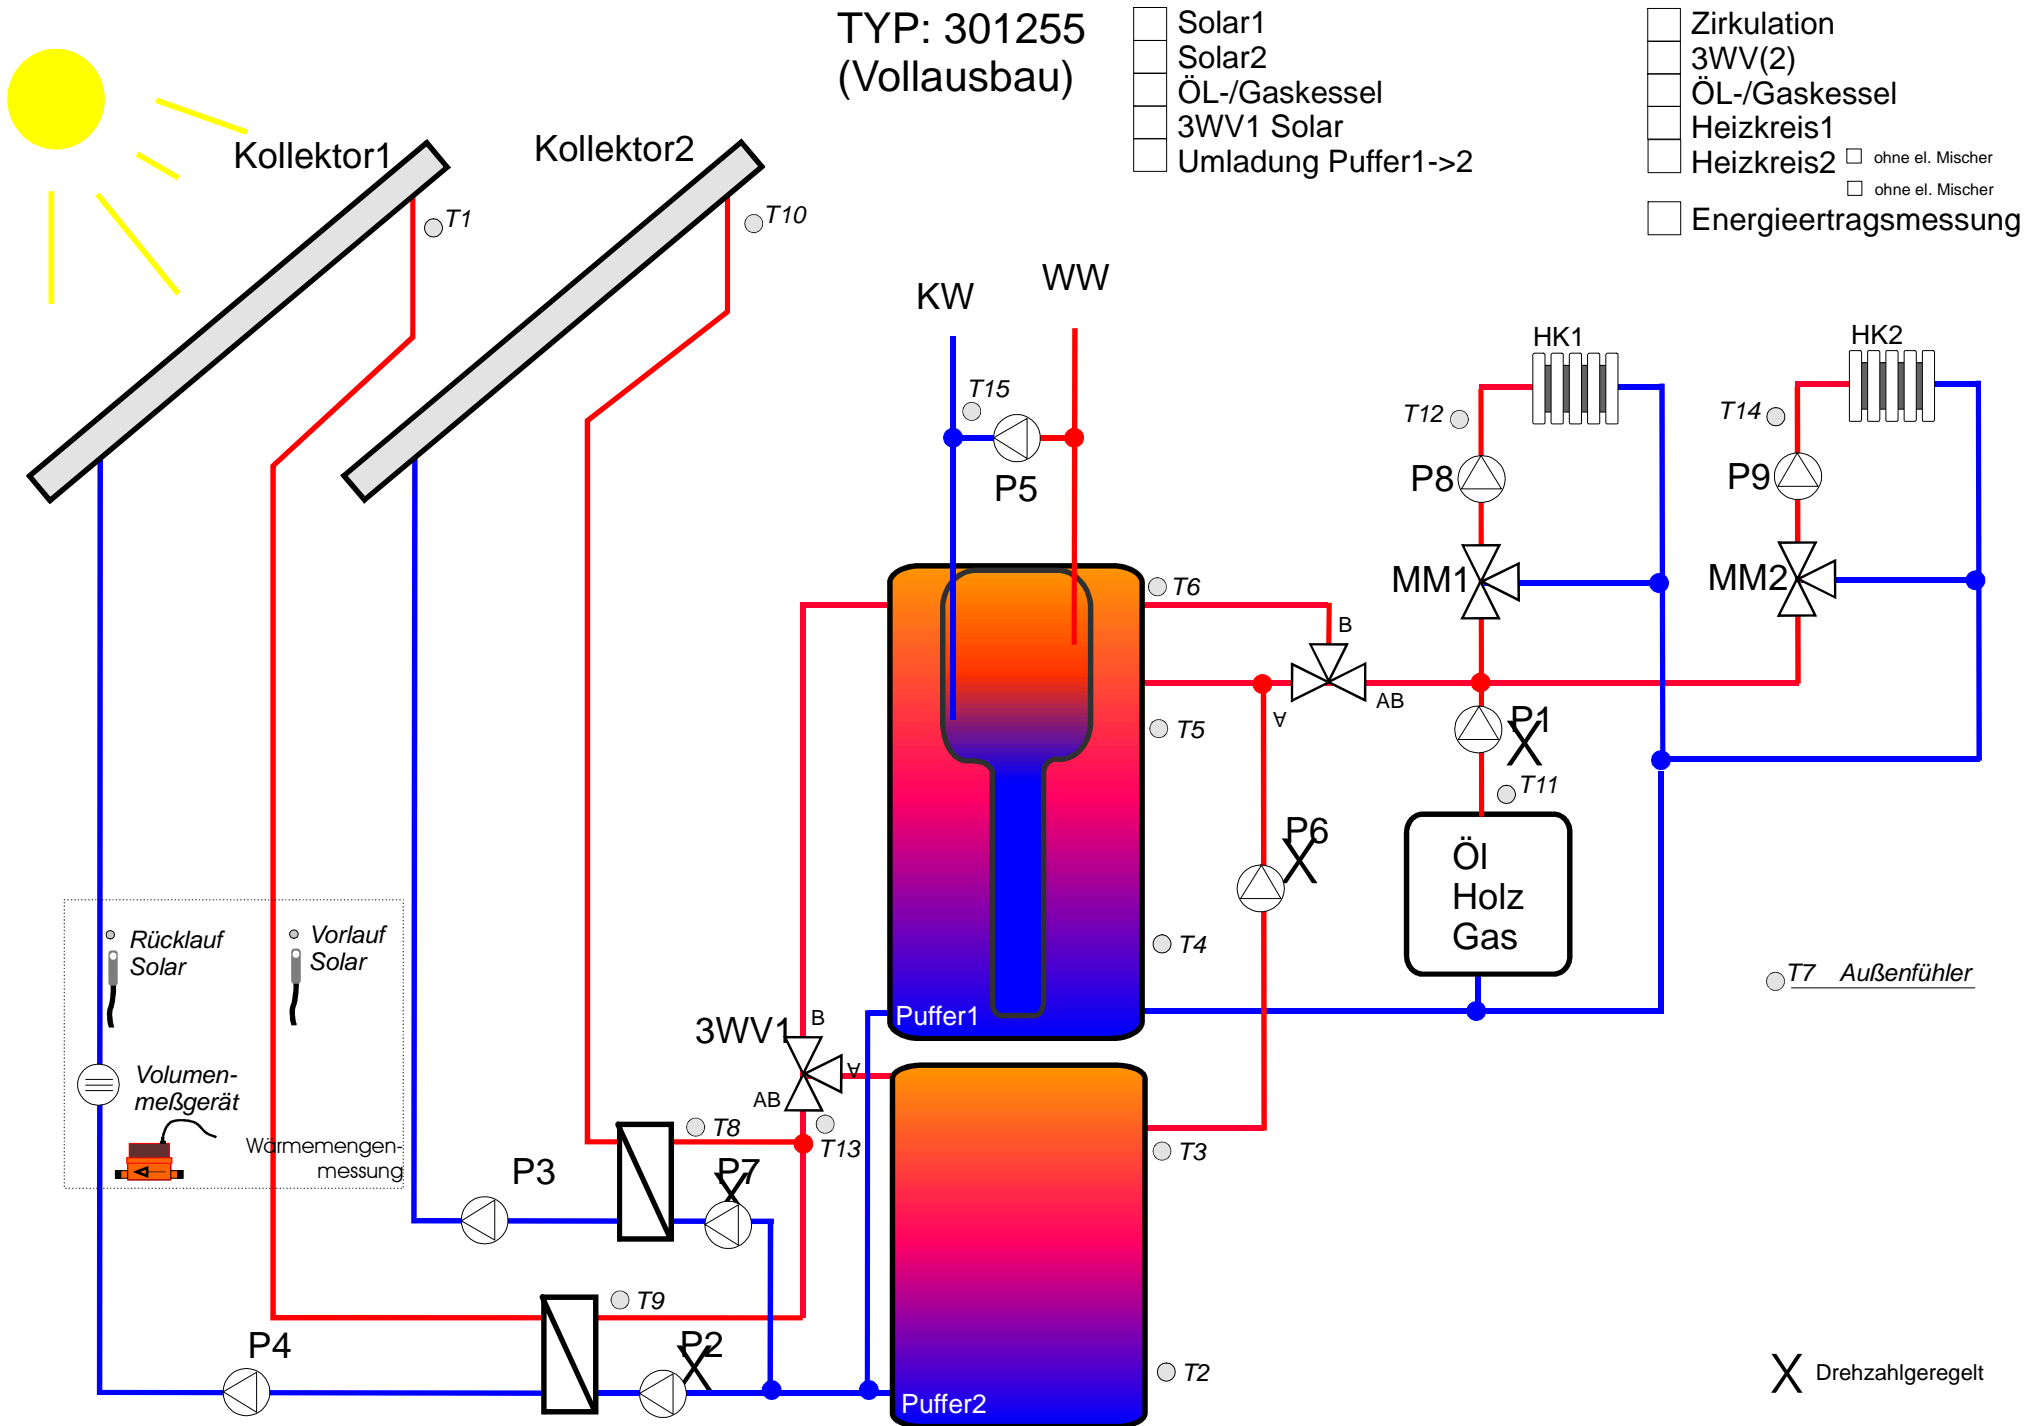 TYP: 301255
(Vollausbau)
Solar1
Solar2
ÖL-/Gaskessel
3WV1 Solar
Umladung Puffer1->2
Zirkulation
3WV(2)
ÖL-/Gaskessel
Heizkreis1
Heizkreis2
ohne el. Mischer
ohne el. Mischer
Energieertragsmessung
Kollektor1
Kollektor2
T1
T10
KW
WW
T15
P5
HK1
HK2
T12
T14
P8
P9
MM1
MM2
T6
B
A
AB
T5
P1
T11
P6
Öl
Holz
Gas
T4
T7 Außenfühler
Rücklauf
Solar
Vorlauf
Solar
Volumen-
meßgerät
Wärmemengen-
messung
Puffer1
3WV1
B
A
AB
T8
T13
T3
P3
P7
T9
P4
P2
T2
Puffer2
X Drehzahlgeregelt